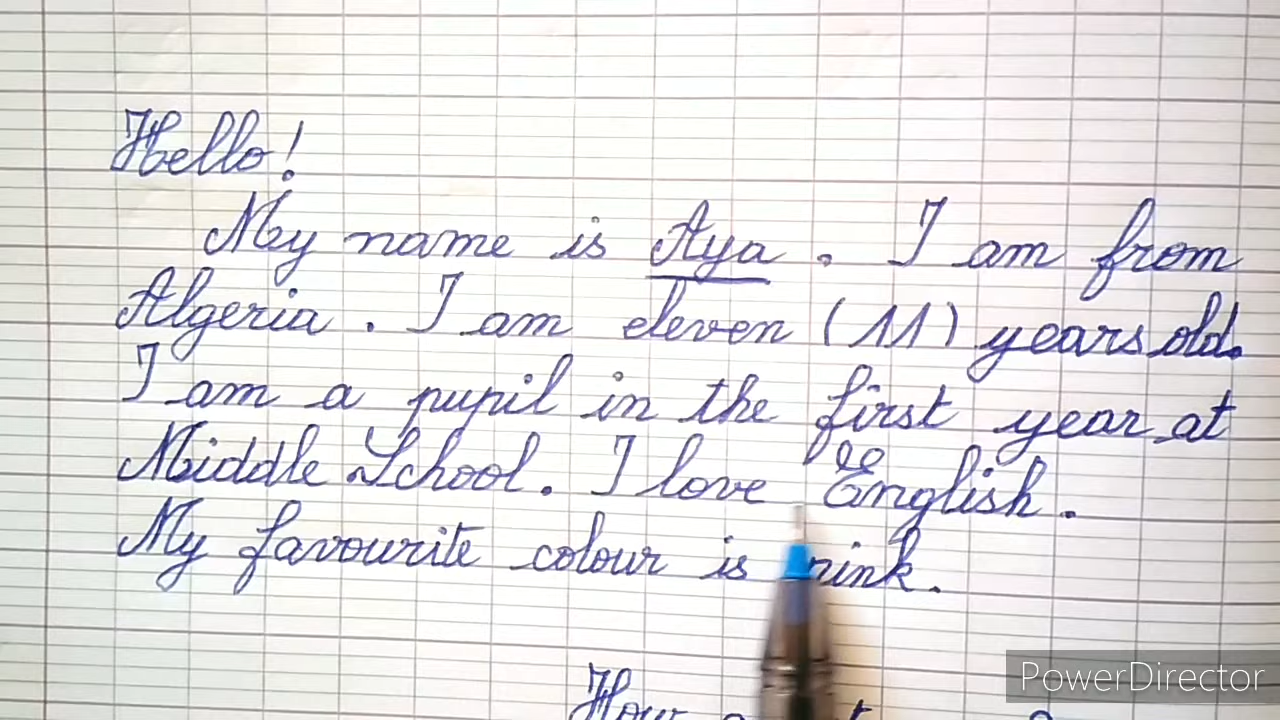 Hello!
My name is Aya. I am from
Algeria. I am eleven (11) years old.
I am a pupil in the first year at
Middle School. I love English.
My favourite colour is pink.
How
PowerDirector